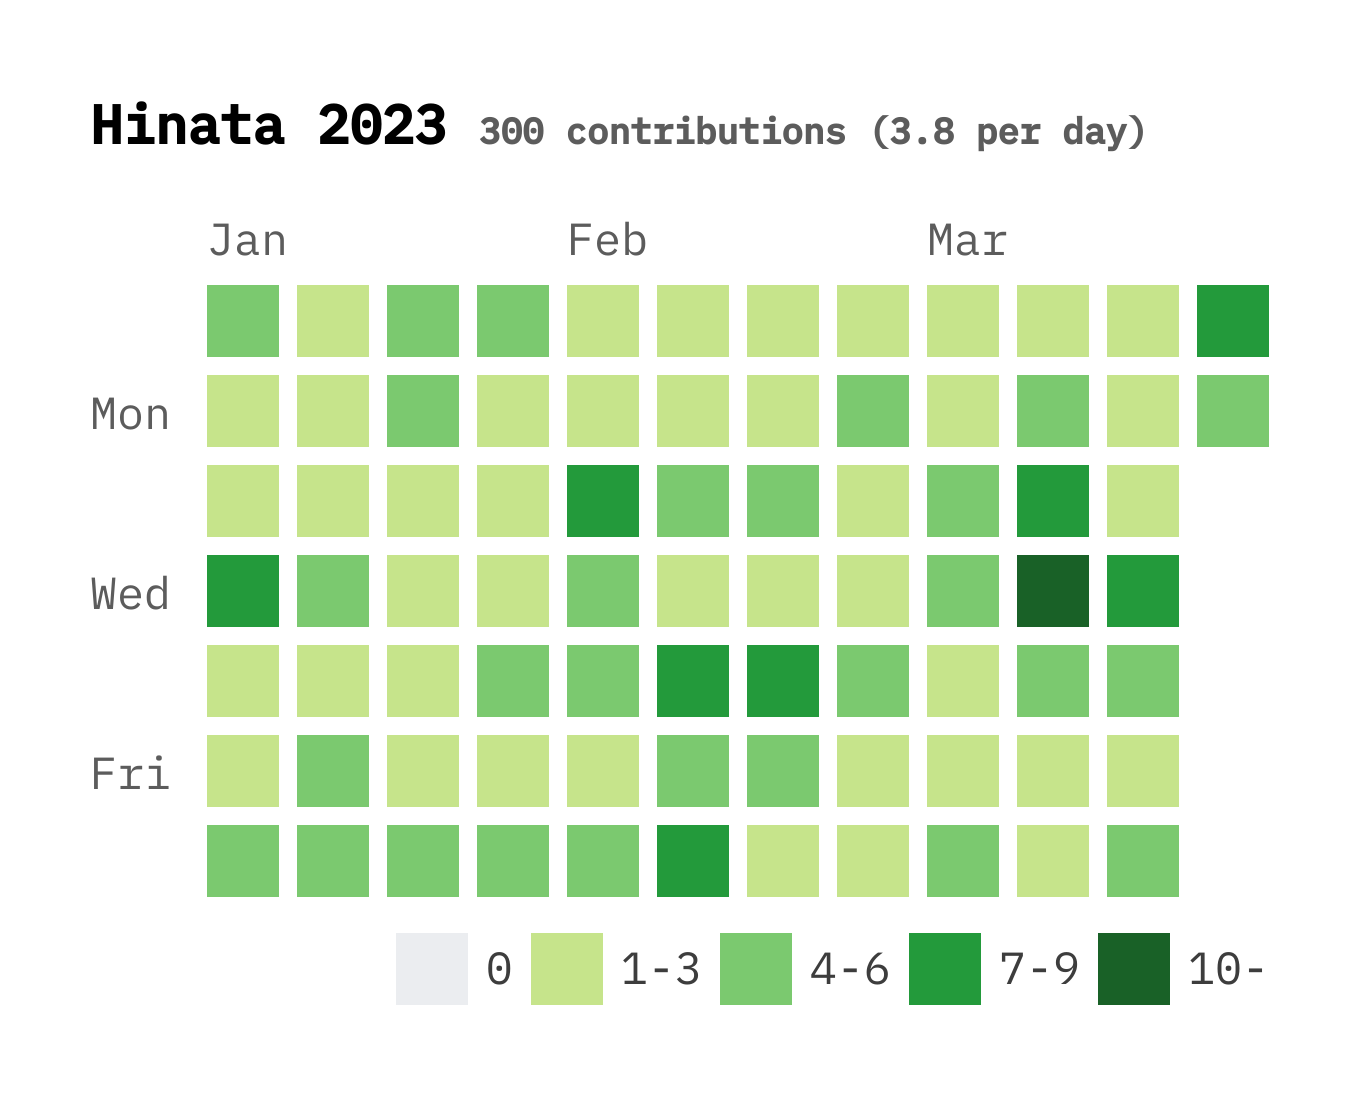 Hinata 2023 300 contributions (3.8 per day)
Jan Feb Mar
Mon
Wed
Fri
0 1-3 4-6 7-9 10-